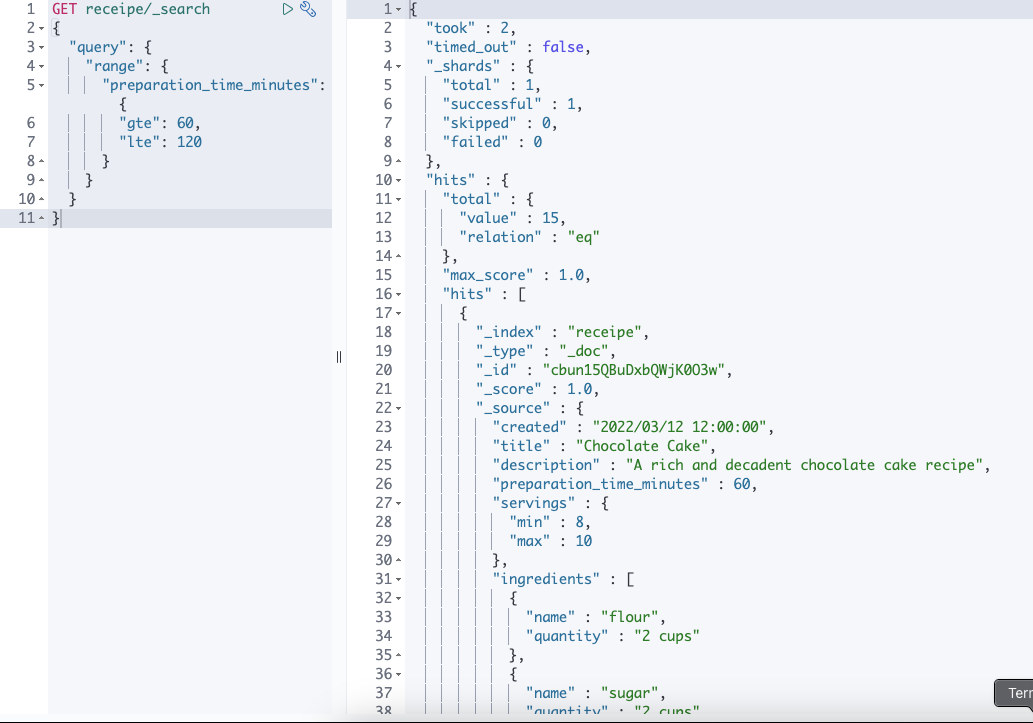 1 GET receipe/_search
2 {
3 "query": {
4 "range": {
5 "preparation_time_minutes":
{
6 "gte": 60,
7 "lte": 120
8 }
9 }
10 }
11 }
1 {
2 "took" : 2,
3 "timed_out" : false,
4 "_shards" : {
5 "total" : 1,
6 "successful" : 1,
7 "skipped" : 0,
8 "failed" : 0
9 },
10 "hits" : {
11 "total" : {
12 "value" : 15,
13 "relation" : "eq"
14 },
15 "max_score" : 1.0,
16 "hits" : [
17 {
18 "_index" : "receipe",
19 "_type" : "_doc",
20 "_id" : "cbun15QBuDxbQWjK0O3w",
21 "_score" : 1.0,
22 "_source" : {
23 "created" : "2022/03/12 12:00:00",
24 "title" : "Chocolate Cake",
25 "description" : "A rich and decadent chocolate cake recipe",
26 "preparation_time_minutes" : 60,
27 "servings" : {
28 "min" : 8,
29 "max" : 10
30 },
31 "ingredients" : [
32 {
33 "name" : "flour",
34 "quantity" : "2 cups"
35 },
36 {
37 "name" : "sugar",
38 "quantity" : "2 cups"